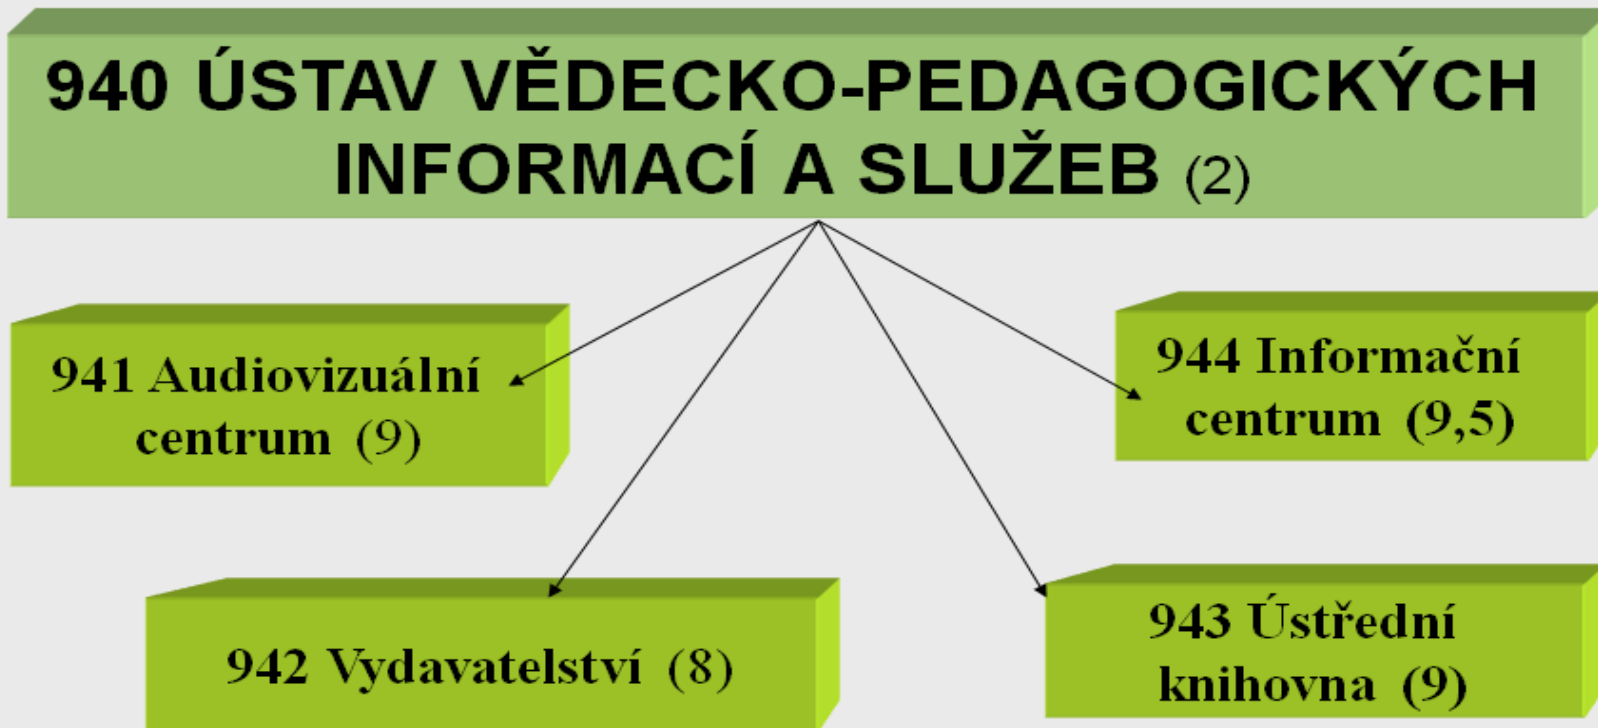 940 ÚSTAV VĚDECKO-PEDAGOGICKÝCH
INFORMACÍ A SLUŽEB (2)
941 Audiovizuální
centrum (9)
944 Informační
centrum (9,5)
942 Vydavatelství (8)
943 Ústřední
knihovna (9)